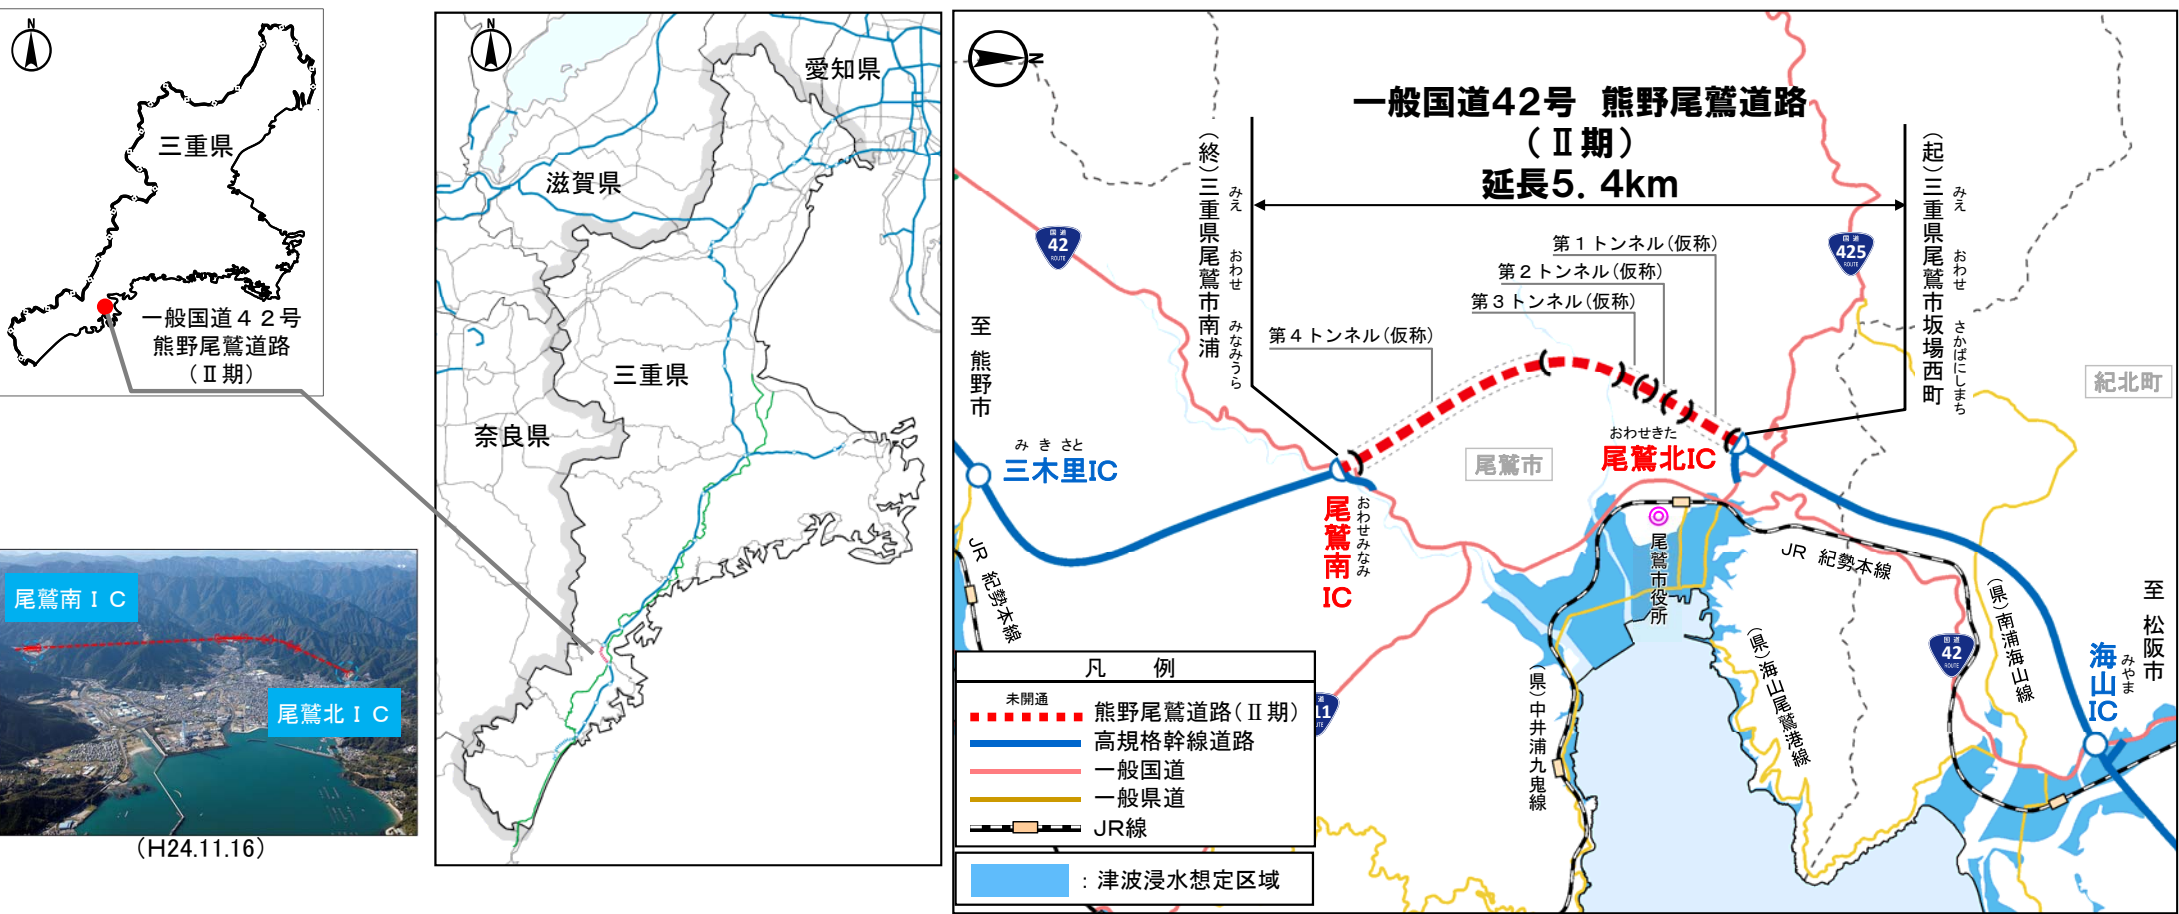 N
三重県
一般国道４２号
熊野尾鷲道路
（Ⅱ期）
尾鷲南ＩＣ
尾鷲北ＩＣ
(H24.11.16)
N
愛知県
滋賀県
三重県
奈良県
N
一般国道42号 熊野尾鷲道路
（Ⅱ期）
延長5．4km
（終）三重県尾鷲市南浦
みえ おわせ みなみうら
（起）三重県尾鷲市坂場西町
みえ おわせ さかばにしまち
国道
42
ROUTE
国道
425
ROUTE
第１トンネル(仮称)
第２トンネル(仮称)
第３トンネル(仮称)
第４トンネル(仮称)
至 熊野市
みきさと
三木里IC
おわせきた
尾鷲北IC
尾鷲市
紀北町
尾鷲南IC
おわせみなみ
尾鷲市役所
JR 紀勢本線
JR 紀勢本線
（県）南浦海山線
至 松阪市
国道
42
ROUTE
海山IC
みやま
（県）海山尾鷲港線
（県）中井浦九鬼線
道
11
UTE
凡 例
未開通
熊野尾鷲道路(Ⅱ期)
高規格幹線道路
一般国道
一般県道
JR線
：津波浸水想定区域